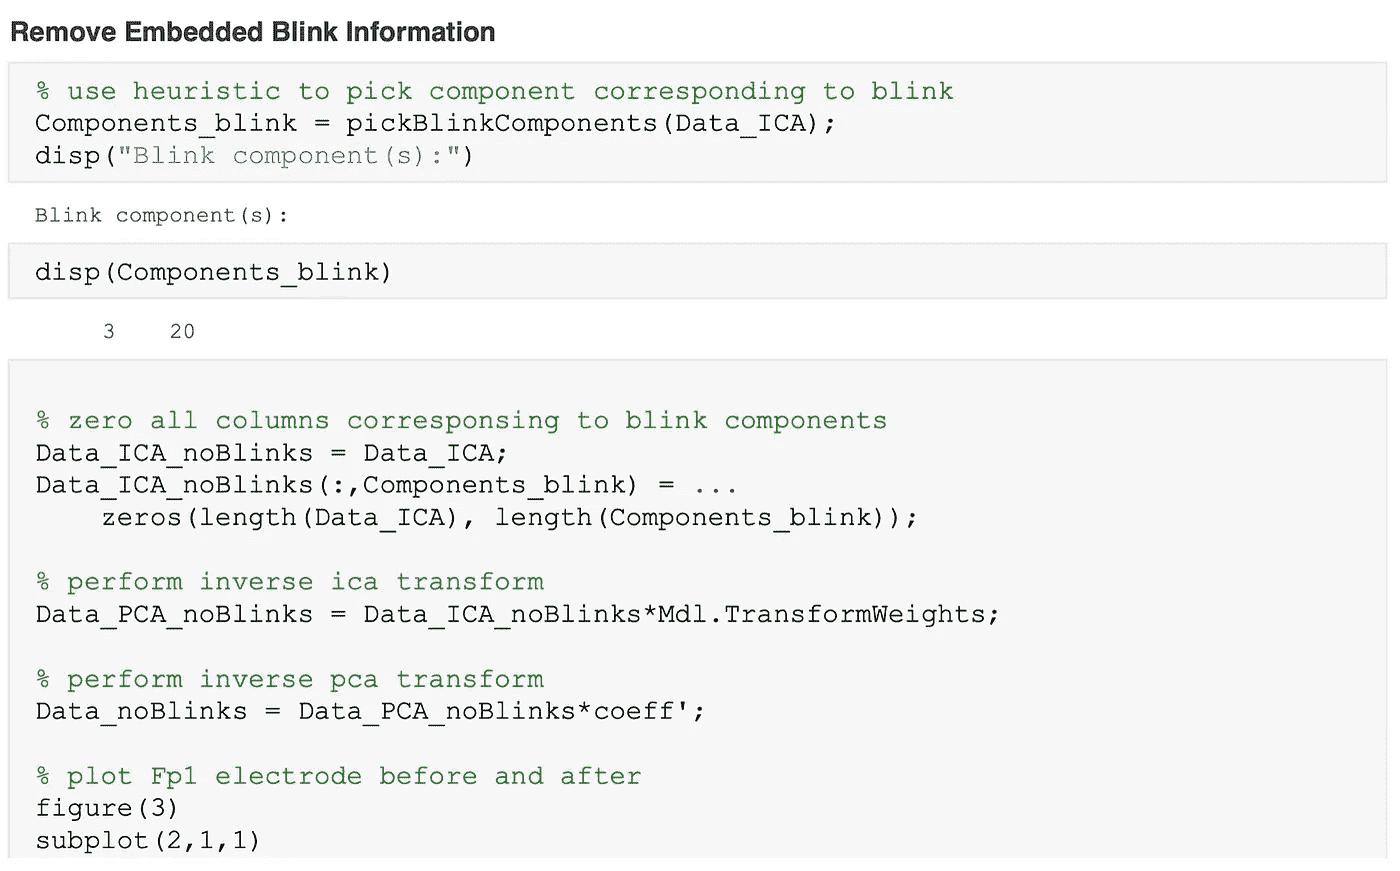 Remove Embedded Blink Information
% use heuristic to pick component corresponding to blink
Components_blink = pickBlinkComponents(Data_ICA);
disp("Blink component(s):")
Blink component(s):
disp(Components_blink)
3 20
% zero all columns corresponsing to blink components
Data_ICA_noBlinks = Data_ICA;
Data_ICA_noBlinks(:,Components_blink) = ...
zeros(length(Data_ICA), length(Components_blink));
% perform inverse ica transform
Data_PCA_noBlinks = Data_ICA_noBlinks*Mdl.TransformWeights;
% perform inverse pca transform
Data_noBlinks = Data_PCA_noBlinks*coeff';
% plot Fp1 electrode before and after
figure(3)
subplot(2,1,1)